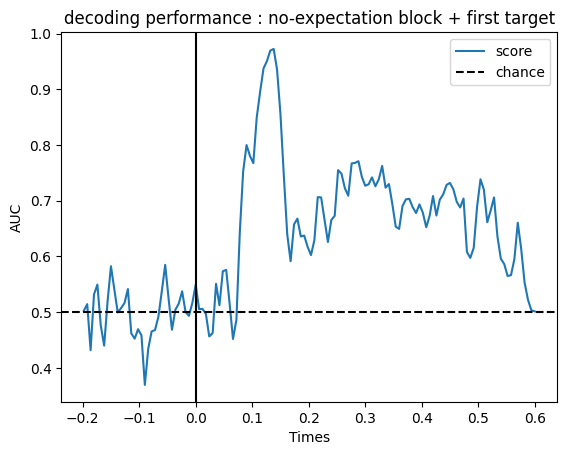 decoding performance : no-expectation block + first target
score
chance
AUC
1.0
0.9
0.8
0.7
0.6
0.5
0.4
−0.2 −0.1 0.0 0.1 0.2 0.3 0.4 0.5 0.6
Times